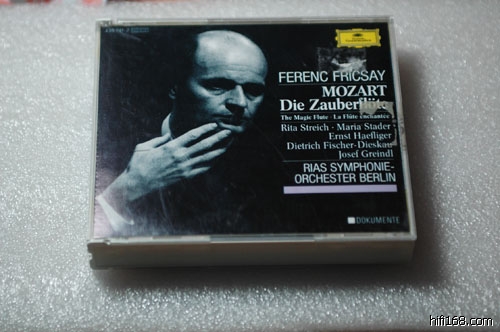 FERENC FRICSAY
MOZART
Die Zauberflöte
The Magic Flute · La Flûte enchantée
Rita Streich · Maria Stader
Ernst Haefliger
Dietrich Fischer-Dieskau
Josef Greindl
RIAS SYMPHONIE-
ORCHESTER BERLIN
DOKUMENTE
hifi168.com